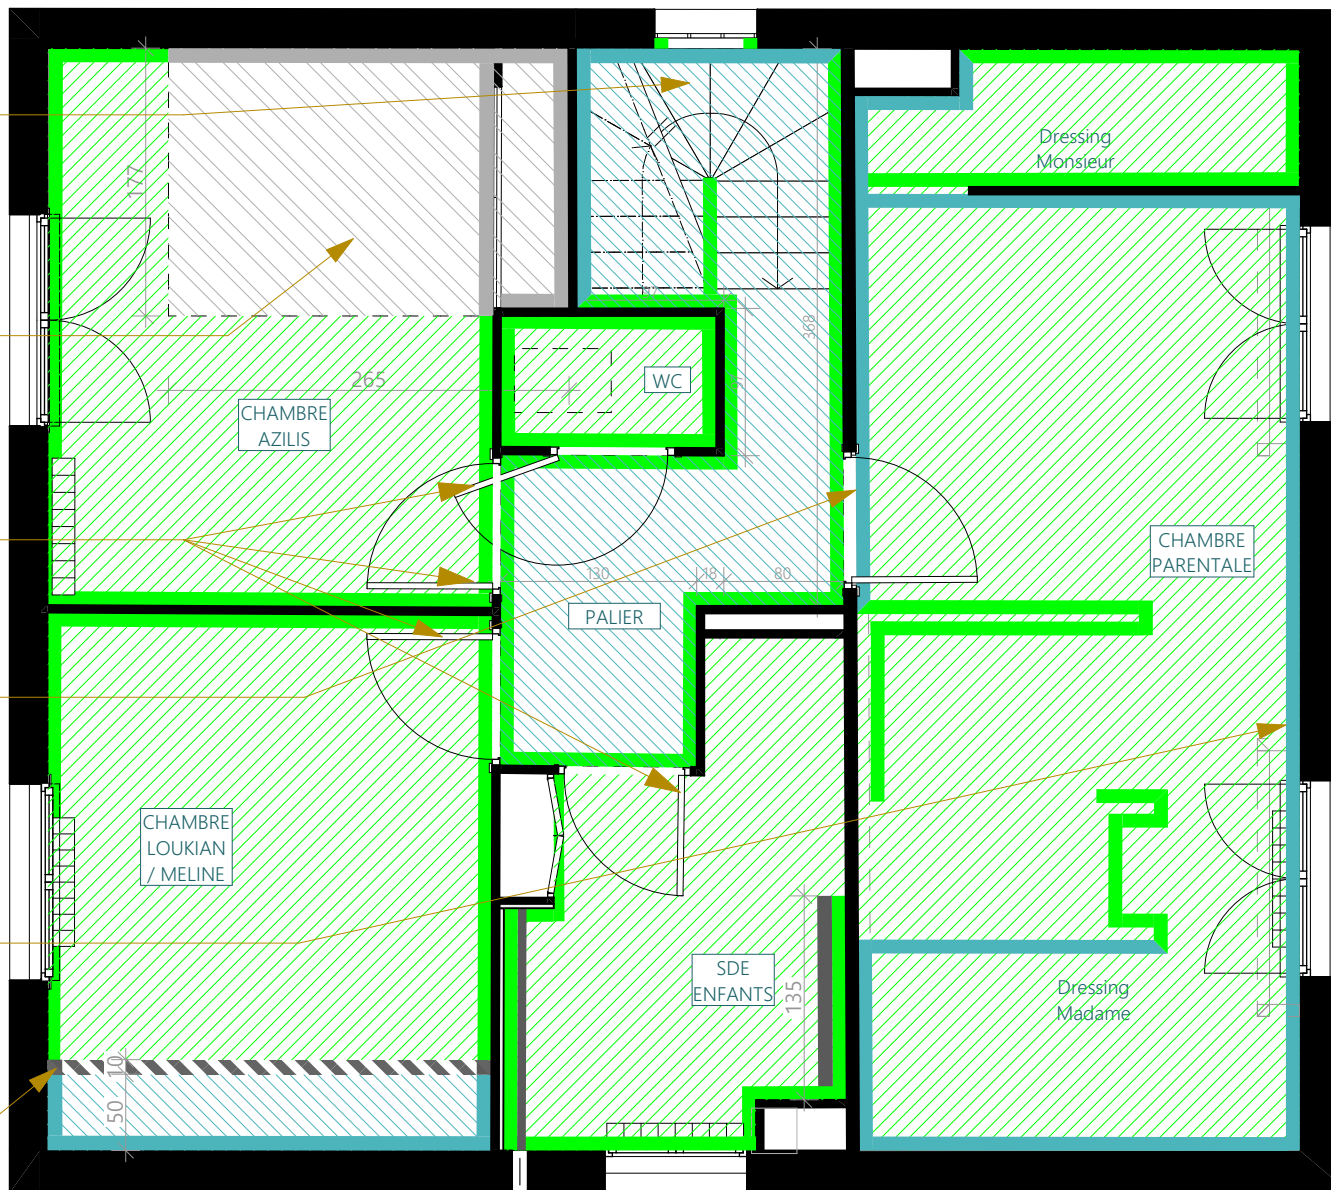 Dressing
Monsieur
177
97
368
265
WC
CHAMBRE
AZILIS
CHAMBRE
PARENTALE
130
18
80
PALIER
CHAMBRE
LOUKIAN
/ MELINE
SDE
ENFANTS
135
Dressing
Madame
10
50